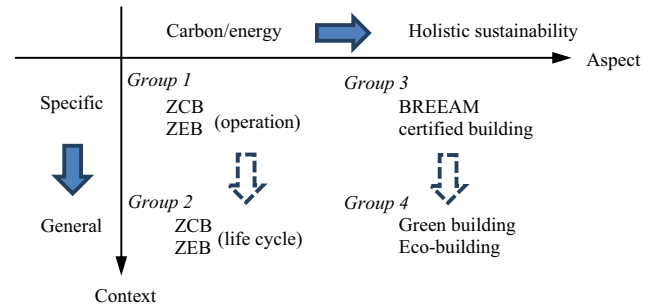 Carbon/energy
Holistic sustainability
Aspect
Specific
General
Context
Group 1
ZCB
ZEB
(operation)
Group 3
BREEAM
certified building
Group 2
ZCB
ZEB
(life cycle)
Group 4
Green building
Eco-building